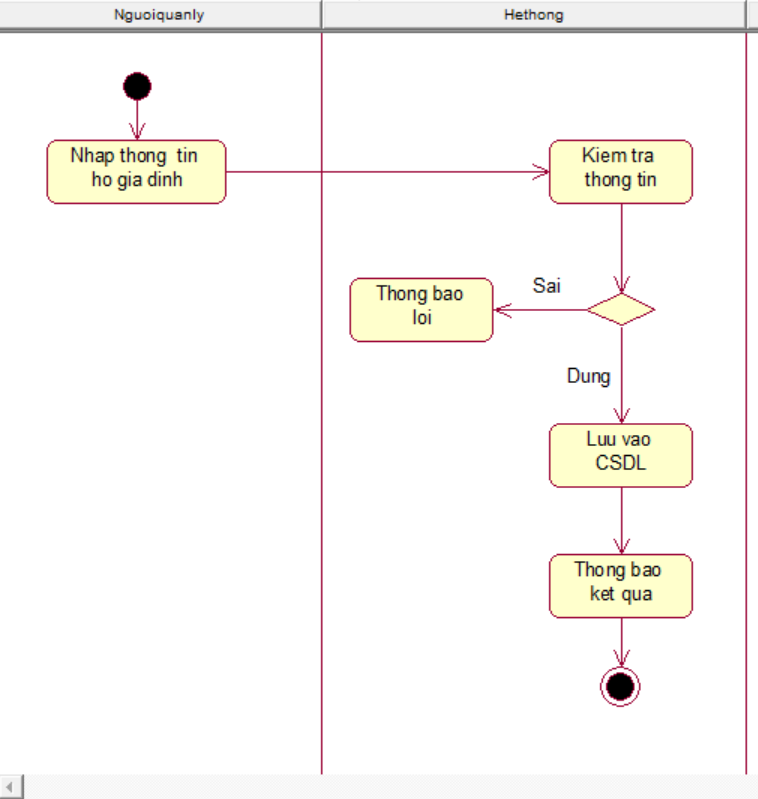 Nguoiquanly
Hethong
Nhap thong tin
ho gia dinh
Kiem tra
thong tin
Thong bao
loi
Sai
Dung
Luu vao
CSDL
Thong bao
ket qua